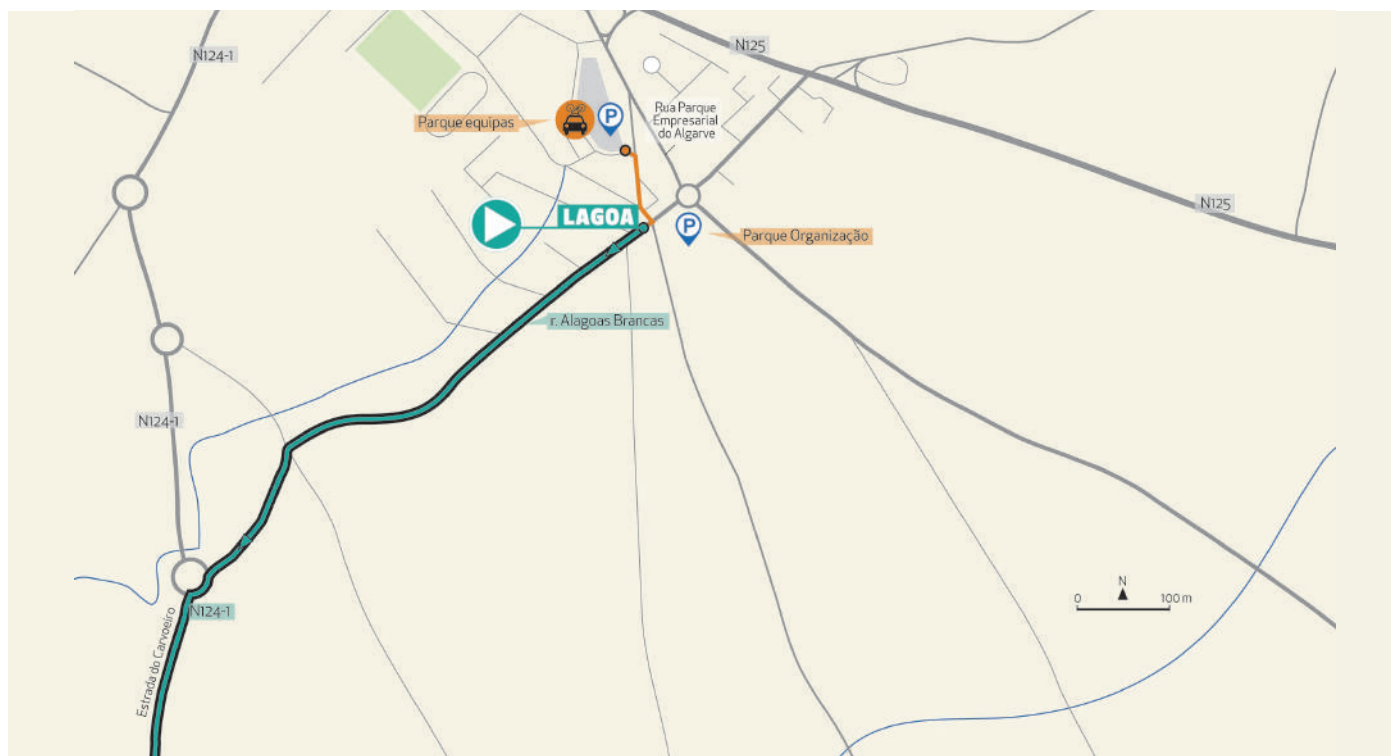 N124-1
N125
Parque equipas
P
Rua Parque
Empresarial
do Algarve
N125
LAGOA
P
Parque Organização
r. Alagoas Brancas
N124-1
N
0
100 m
N124-1
Estrada do Carvoeiro